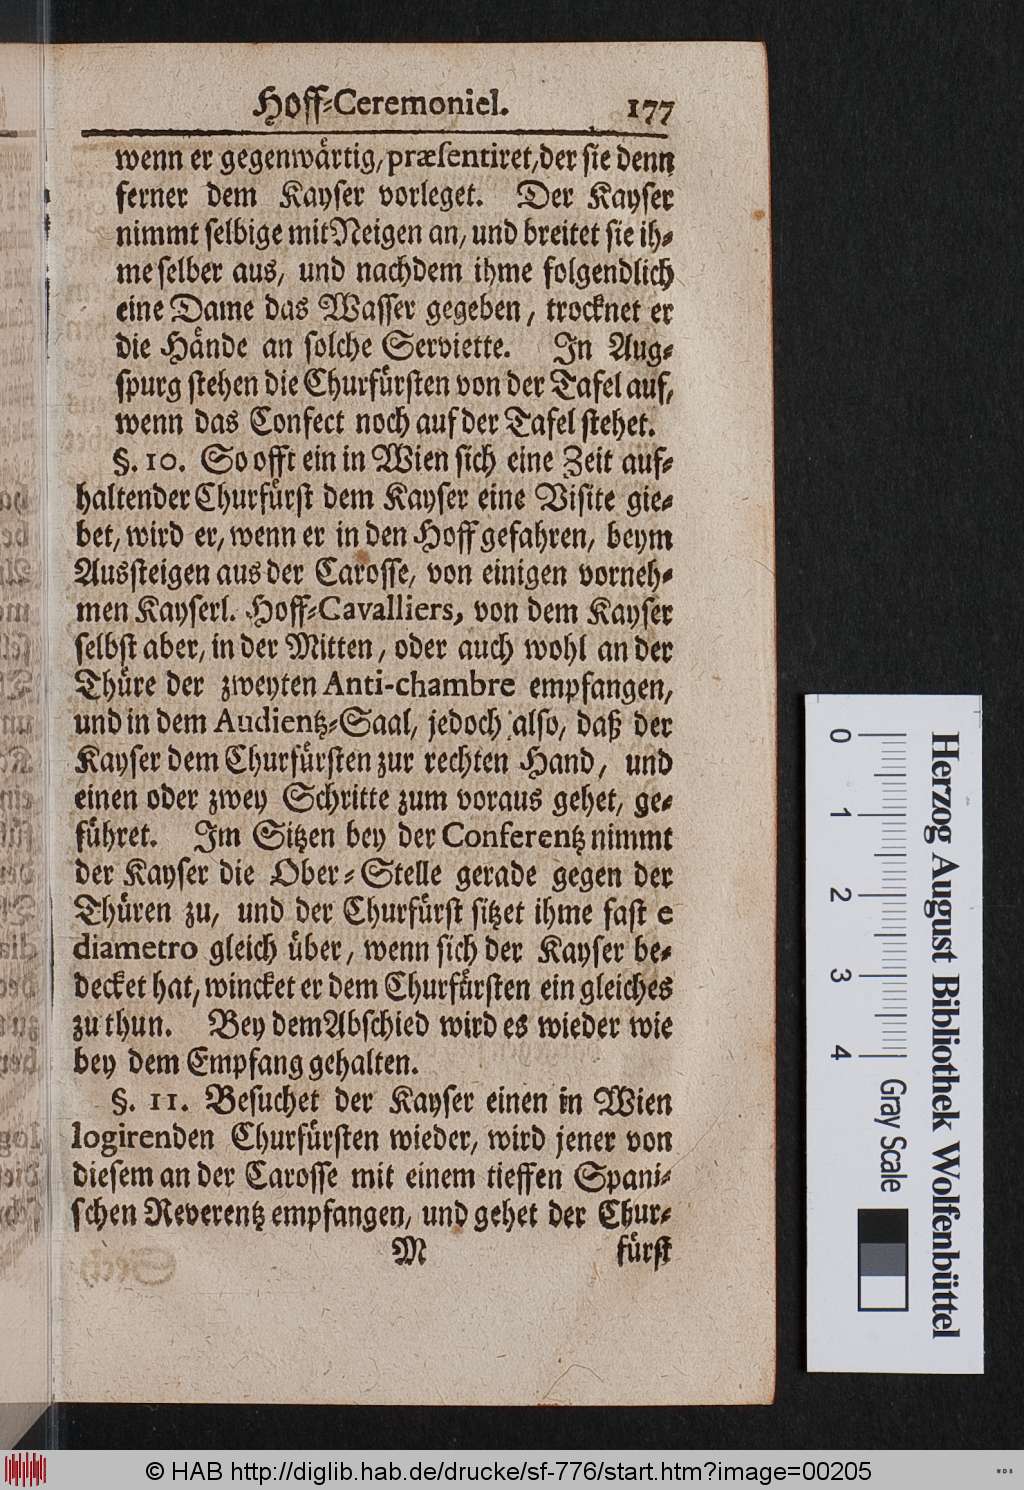 Hoff-Ceremoniel. 177
wenn er gegenwärtig, præsentiret, der sie denn
ferner dem Kayser vorleget. Der Kayser
nimmt selbige mit Neigen an, und breitet sie ih-
me selber aus, und nachdem ihme folgendlich
eine Dame das Wasser gegeben, trocknet er
die Hände an solche Serviette. In Aug-
spurg stehen die Churfürsten von der Tafel auf,
wenn das Confect noch auf der Tafel stehet.
§. 10. So offt ein in Wien sich eine Zeit auf-
haltender Churfürst dem Kayser eine Visite gie-
bet, wird er, wenn er in den Hoff gefahren, beym
Aussteigen aus der Carosse, von einigen vorneh-
men Kayserl. Hoff-Cavalliers, von dem Kayser
selbst aber, in der Mitten, oder auch wohl an der
Thüre der zweyten Anti-chambre empfangen,
und in dem Audientz-Saal, jedoch also, daß der
Kayser dem Churfürsten zur rechten Hand, und
einen oder zwey Schritte zum voraus gehet, ge-
führet. Im Sitzen bey der Conferentz nimmt
der Kayser die Ober-Stelle gerade gegen der
Thüren zu, und der Churfürst sitzet ihme fast e
diametro gleich über, wenn sich der Kayser be-
decket hat, wincket er dem Churfürsten ein gleiches
zu thun. Bey dem Abschied wird es wieder wie
bey dem Empfang gehalten.
§. 11. Besuchet der Kayser einen in Wien
logirenden Churfürsten wieder, wird jener von
diesem an der Carosse mit einem tieffen Spani-
schen Reverentz empfangen, und gehet der Chur-
M fürst
0 1 2 3 4 Gray Scale
Herzog August Bibliothek Wolfenbüttel
© HAB http://diglib.hab.de/drucke/sf-776/start.htm?image=00205